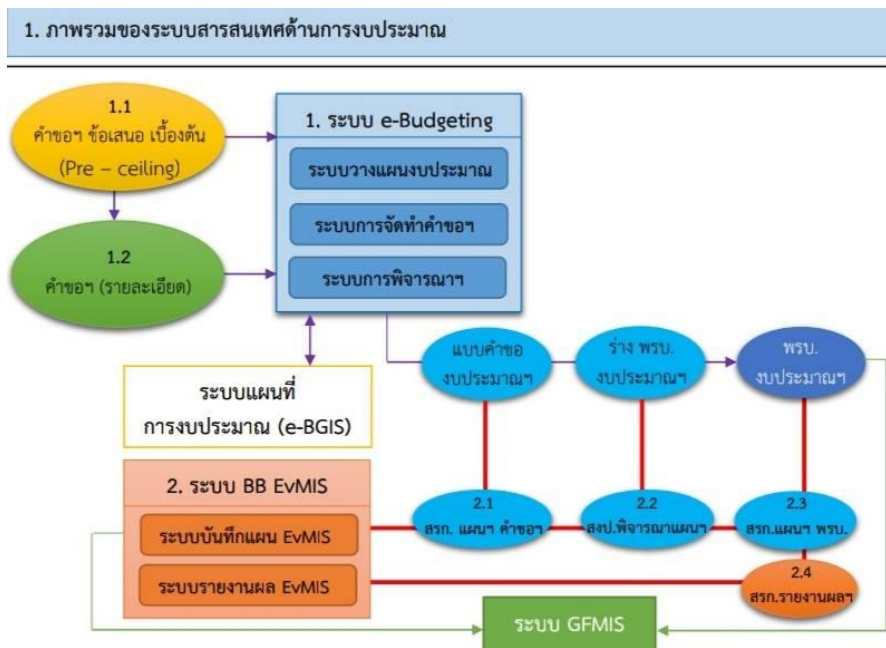 1. ภาพรวมของระบบสารสนเทศด้านการงบประมาณ
1.1
คำขอฯ ข้อเสนอ เบื้องต้น
(Pre – ceiling)
1.2
คำขอฯ (รายละเอียด)
1. ระบบ e-Budgeting
ระบบวางแผนงบประมาณ
ระบบการจัดทำคำขอฯ
ระบบการพิจารณาฯ
แบบคำขอ
งบประมาณฯ
ร่าง พรบ.
งบประมาณฯ
พรบ.
งบประมาณฯ
ระบบแผนที่
การงบประมาณ (e-BGIS)
2. ระบบ BB EvMIS
ระบบบันทึกแผน EvMIS
ระบบรายงานผล EvMIS
2.1
สรก. แผนฯ คำขอฯ
2.2
สงป.พิจารณาแผนฯ
2.3
สรก.แผนฯ พรบ.
2.4
สรก.รายงานผลฯ
ระบบ GFMIS